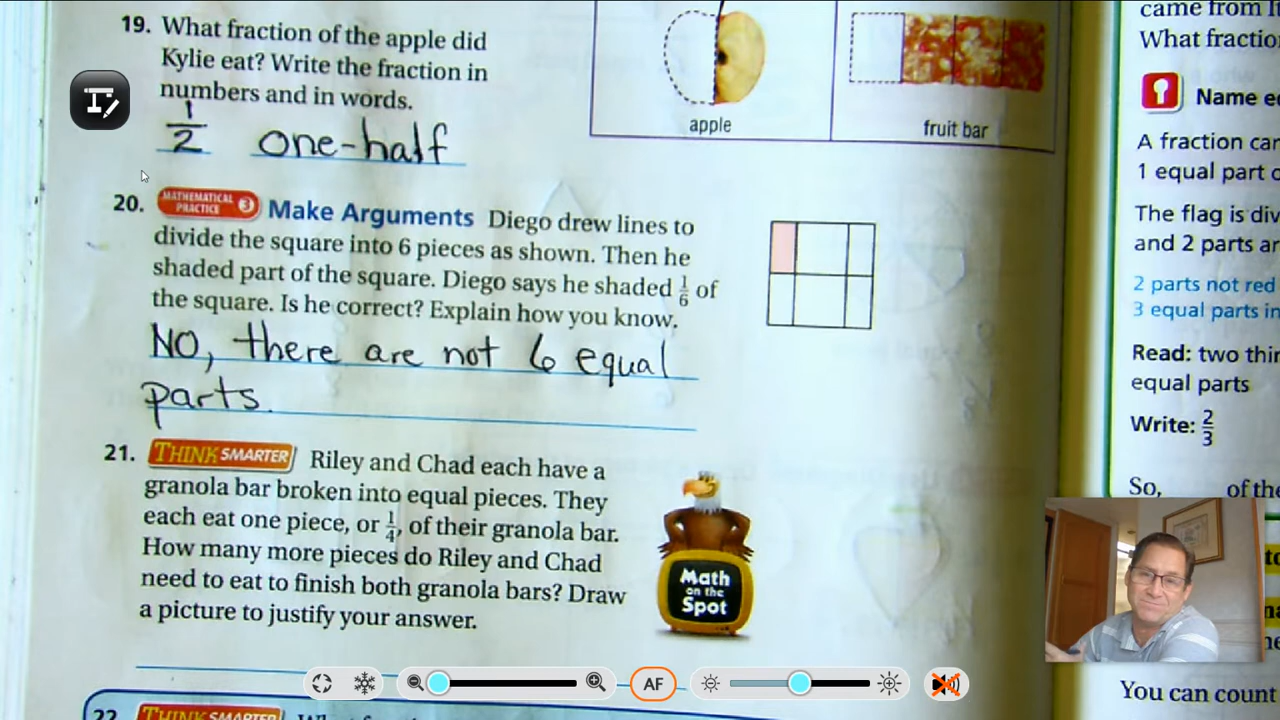 19. What fraction of the apple did
Kylie eat? Write the fraction in
numbers and in words.
1/2 one-half
apple
fruit bar
20. MATHEMATICAL PRACTICE 3 Make Arguments Diego drew lines to
divide the square into 6 pieces as shown. Then he
shaded part of the square. Diego says he shaded 1/6 of
the square. Is he correct? Explain how you know.
NO, there are not 6 equal
parts.
21. THINK SMARTER Riley and Chad each have a
granola bar broken into equal pieces. They
each eat one piece, or 1/4, of their granola bar.
How many more pieces do Riley and Chad
need to eat to finish both granola bars? Draw
a picture to justify your answer.
Math
on the
Spot
22. THINK SMARTER
AF
came from
What
Name
A fraction
1 equal part
The flag is
and 2 parts
2 parts not red
3 equal parts
Read: two
equal parts
Write: 2/3
So, of
You can count